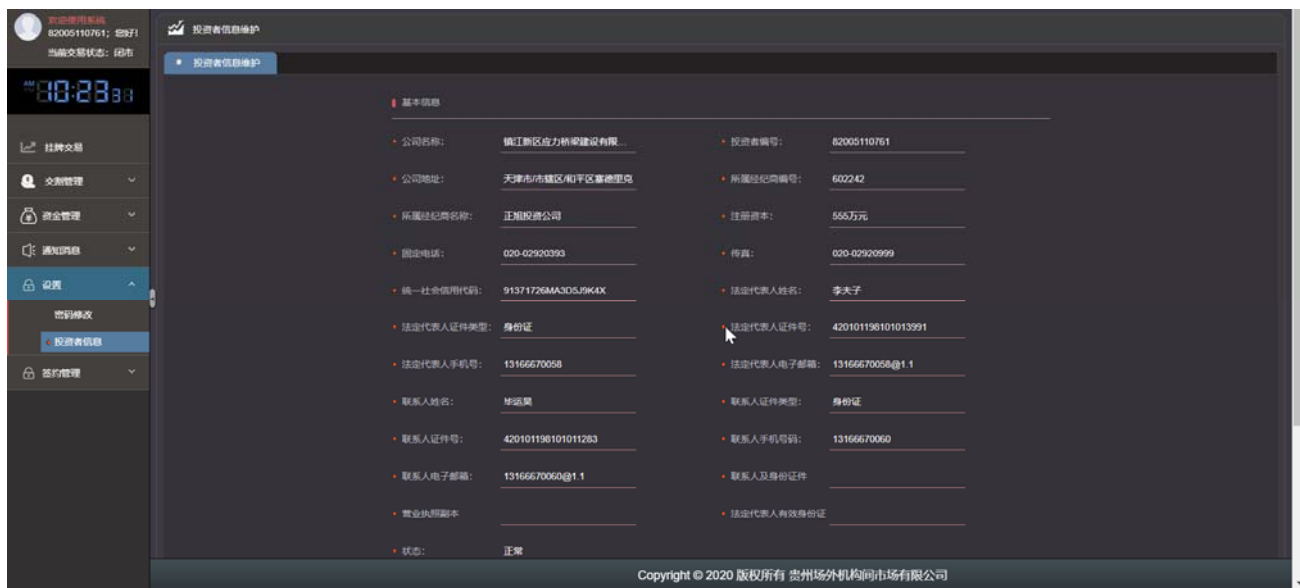 欢迎使用系统
82005110761; 您好!
当前交易状态: 闭市
AM 10:23 31
挂牌交易
交割管理
资金管理
通知消息
设置
密码修改
投资者信息
签约管理
投资者信息维护
投资者信息维护
基本信息
公司名称: 镇江新区应力桥梁建设有限... 投资者编号: 82005110761
公司地址: 天津市/市辖区/和平区塞德里克 所属经纪商编号: 602242
所属经纪商名称: 正旭投资公司 注册资本: 555万元
固定电话: 020-02920393 传真: 020-02920999
统一社会信用代码: 91371726MA3D5J9K4X 法定代表人姓名: 李夫子
法定代表人证件类型: 身份证 法定代表人证件号: 420101198101013991
法定代表人手机号: 13166670058 法定代表人电子邮箱: 13166670058@1.1
联系人姓名: 毕远昊 联系人证件类型: 身份证
联系人证件号: 420101198101011283 联系人手机号码: 13166670060
联系人电子邮箱: 13166670060@1.1 联系人及身份证件
营业执照副本 法定代表人有效身份证
状态: 正常
Copyright © 2020 版权所有 贵州场外机构间市场有限公司